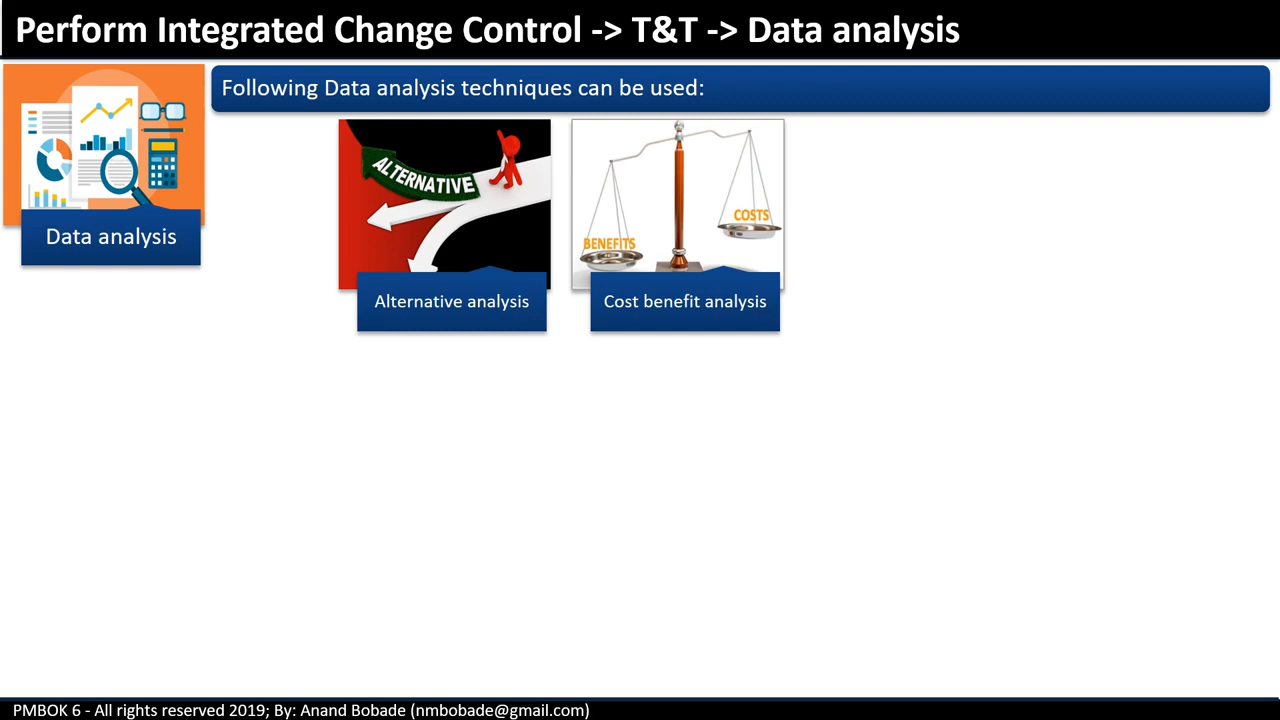 Perform Integrated Change Control -> T&T -> Data analysis
Following Data analysis techniques can be used:
Data analysis
ALTERNATIVE
Alternative analysis
BENEFITS
COSTS
Cost benefit analysis
PMBOK 6 - All rights reserved 2019; By: Anand Bobade (nmbobade@gmail.com)